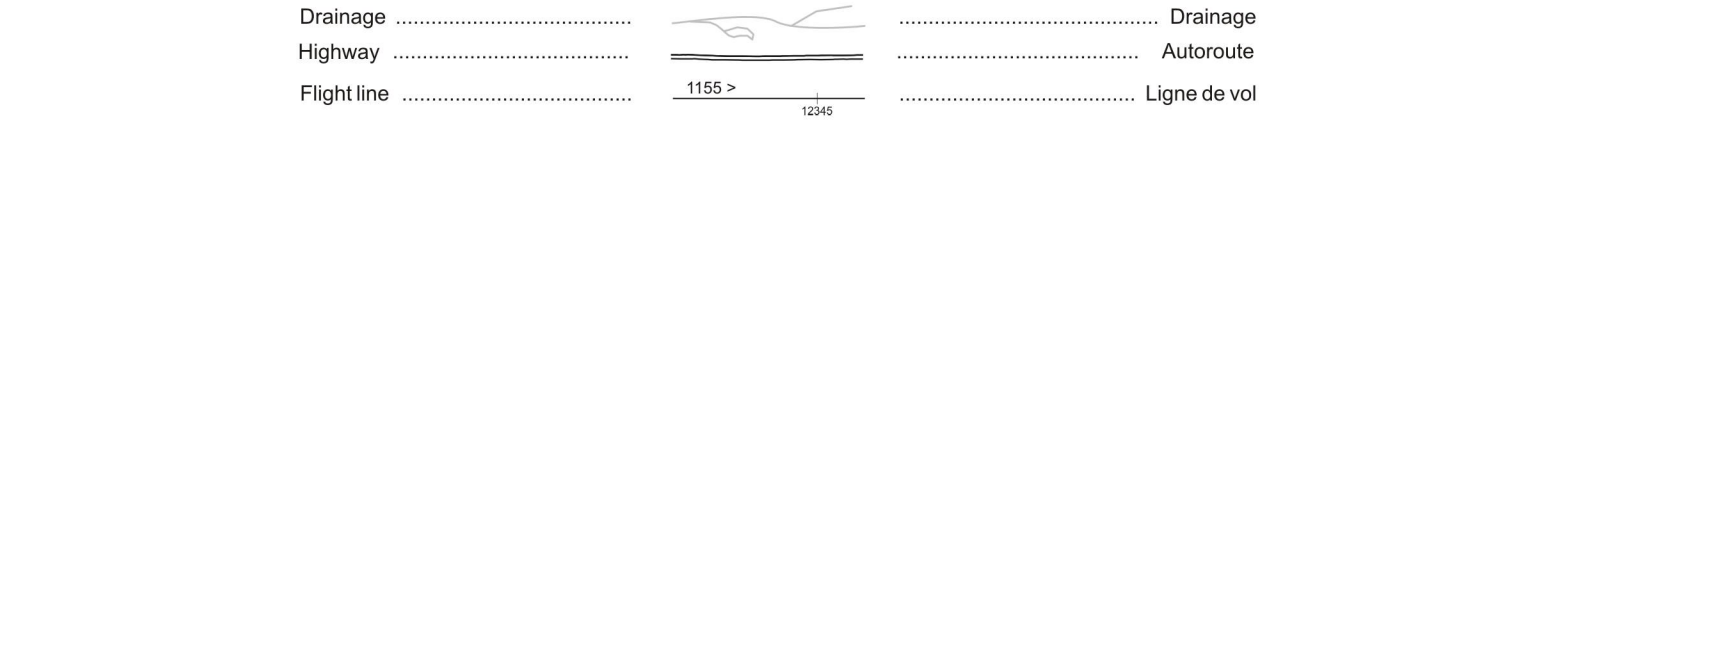 Drainage ........................................ ............................................ Drainage
Highway ........................................ ......................................... Autoroute
Flight line ....................................... 1155 > ........................................ Ligne de vol
12345